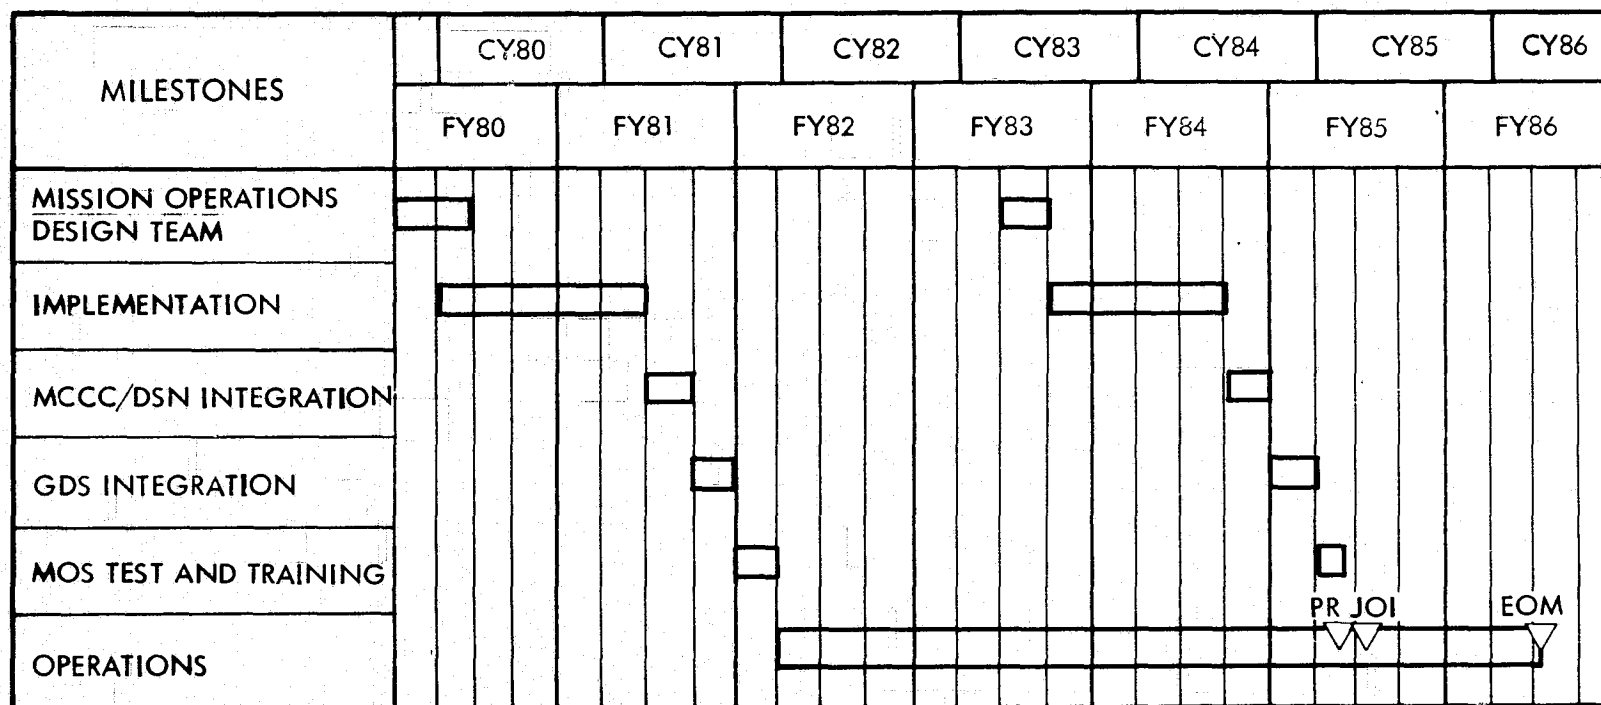 MILESTONES
CY80 CY81 CY82 CY83 CY84 CY85 CY86
FY80 FY81 FY82 FY83 FY84 FY85 FY86
MISSION OPERATIONS
DESIGN TEAM
IMPLEMENTATION
MCCC/DSN INTEGRATION
GDS INTEGRATION
MOS TEST AND TRAINING
PR JOI EOM
OPERATIONS